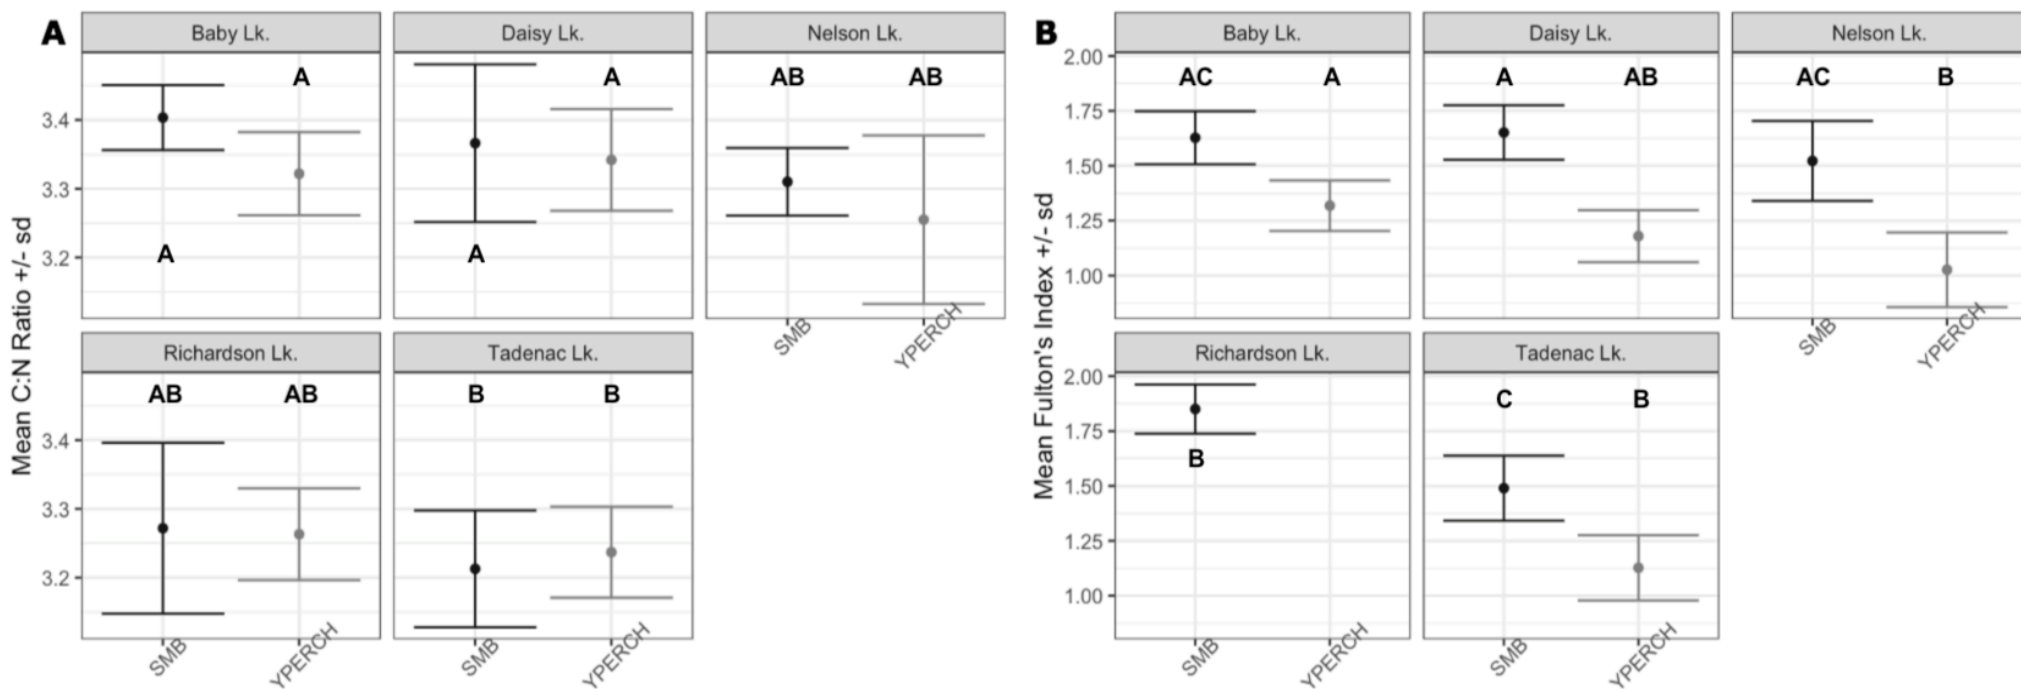 A
Baby Lk.
Daisy Lk.
Nelson Lk.
A
A
AB
AB
3.4
3.3
3.2
A
A
SMB
YPERCH
Mean C:N Ratio +/- sd
Richardson Lk.
Tadenac Lk.
AB
AB
B
B
3.4
3.3
3.2
SMB
YPERCH
SMB
YPERCH
B
Baby Lk.
Daisy Lk.
Nelson Lk.
2.00
AC
A
A
AB
AC
B
1.75
1.50
1.25
1.00
SMB
YPERCH
Mean Fulton's Index +/- sd
Richardson Lk.
Tadenac Lk.
2.00
C
B
1.75
B
1.50
1.25
1.00
SMB
YPERCH
SMB
YPERCH